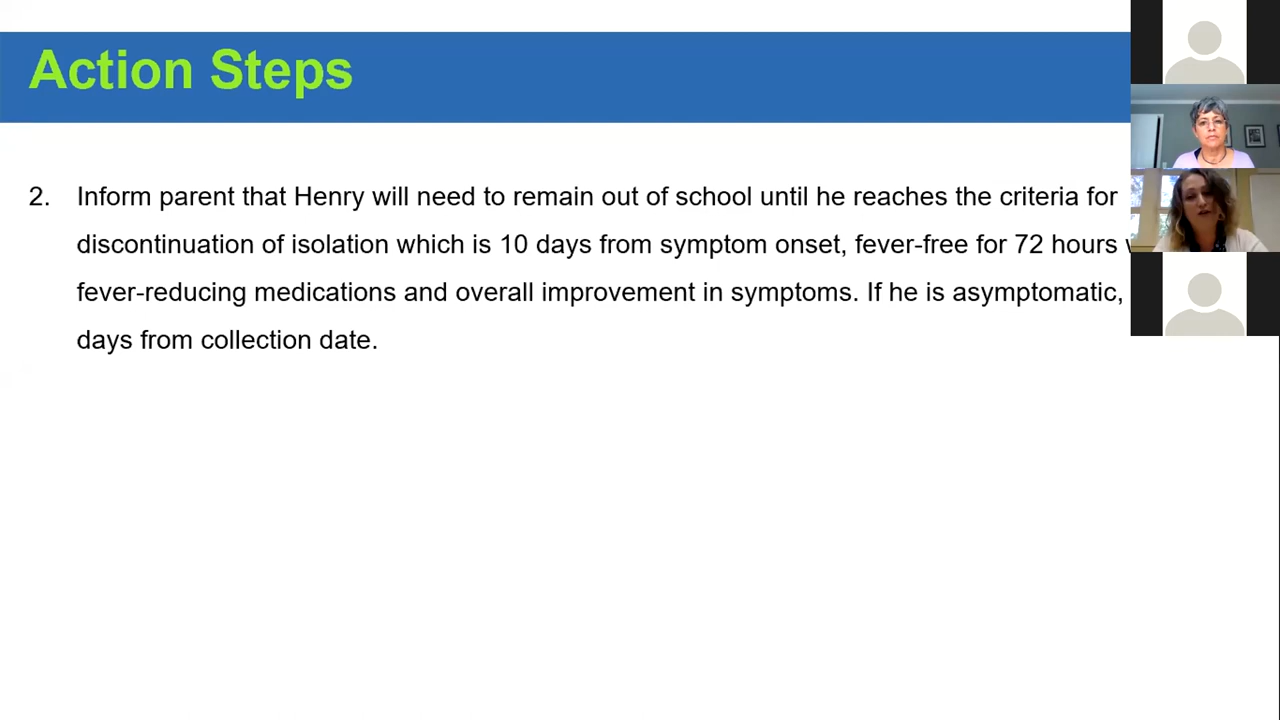 Action Steps
2. Inform parent that Henry will need to remain out of school until he reaches the criteria for
discontinuation of isolation which is 10 days from symptom onset, fever-free for 72 hours
fever-reducing medications and overall improvement in symptoms. If he is asymptomatic,
days from collection date.